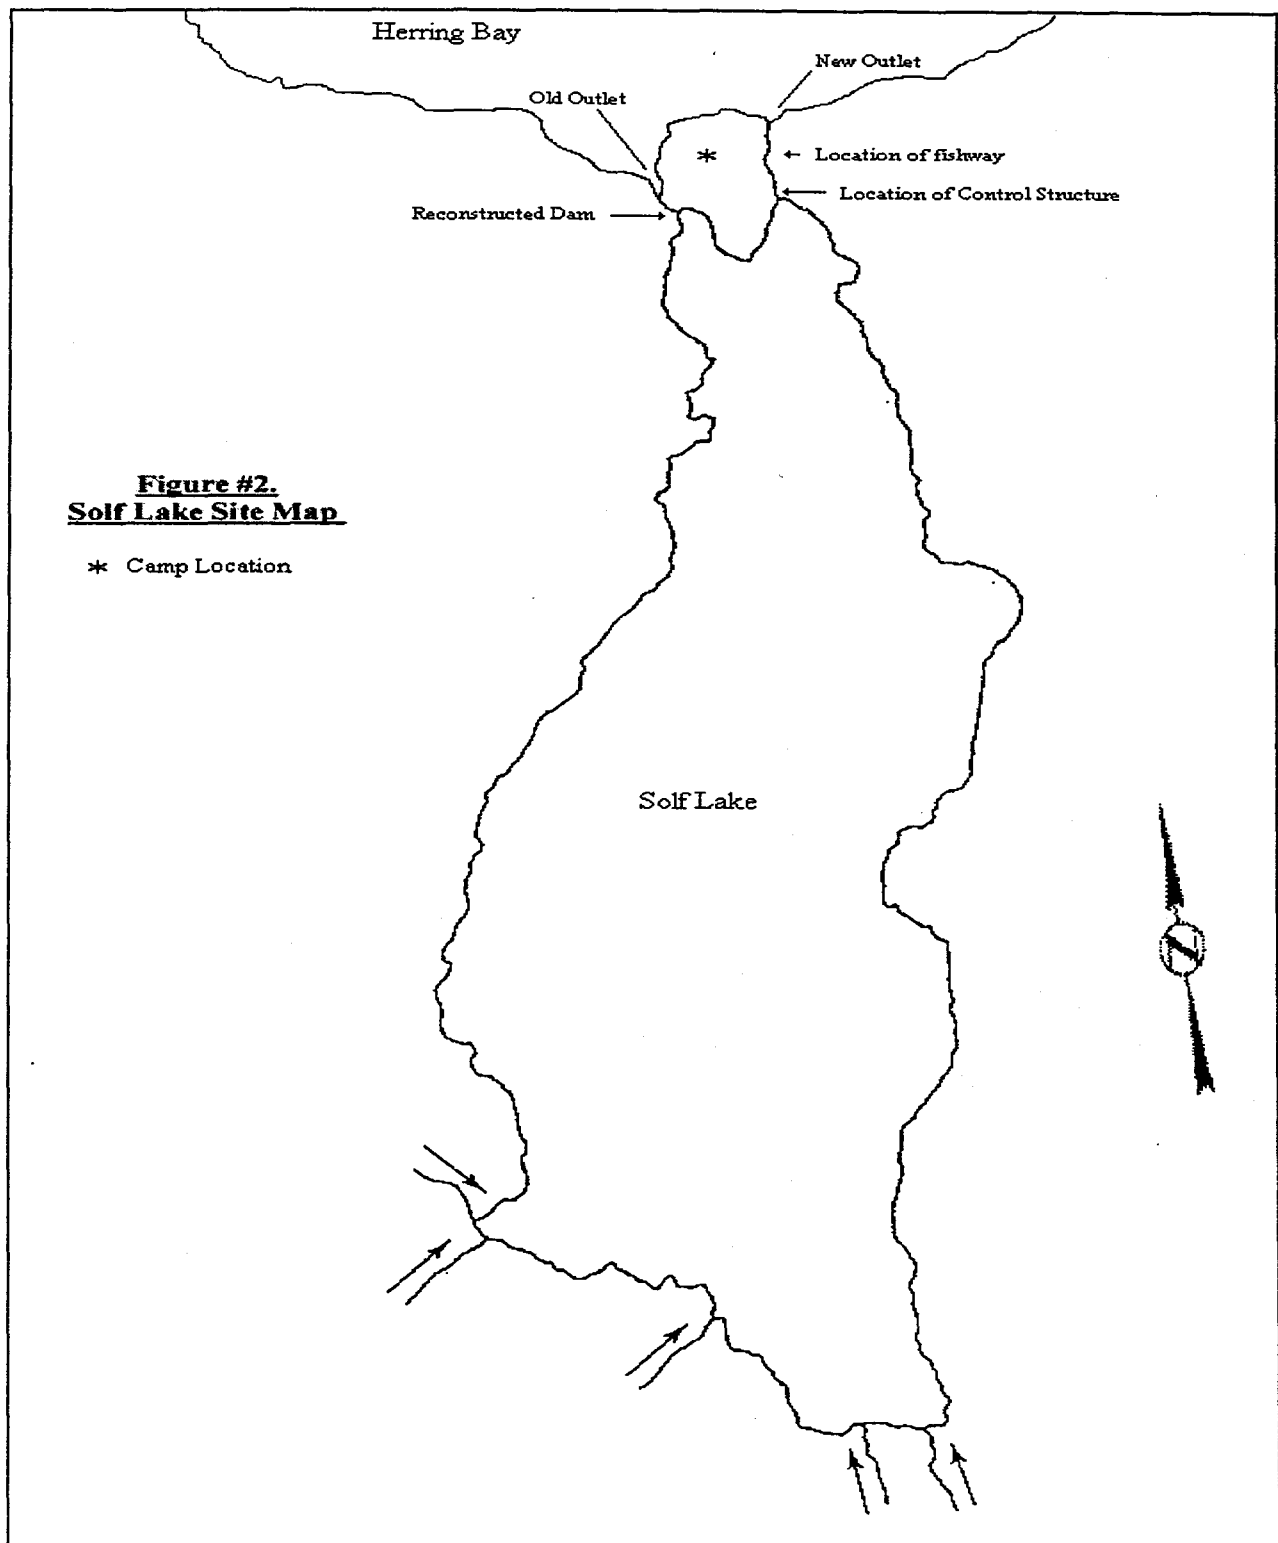 Herring Bay
New Outlet
Old Outlet
Location of fishway
Location of Control Structure
Reconstructed Dam
Figure #2.
Solf Lake Site Map
* Camp Location
Solf Lake